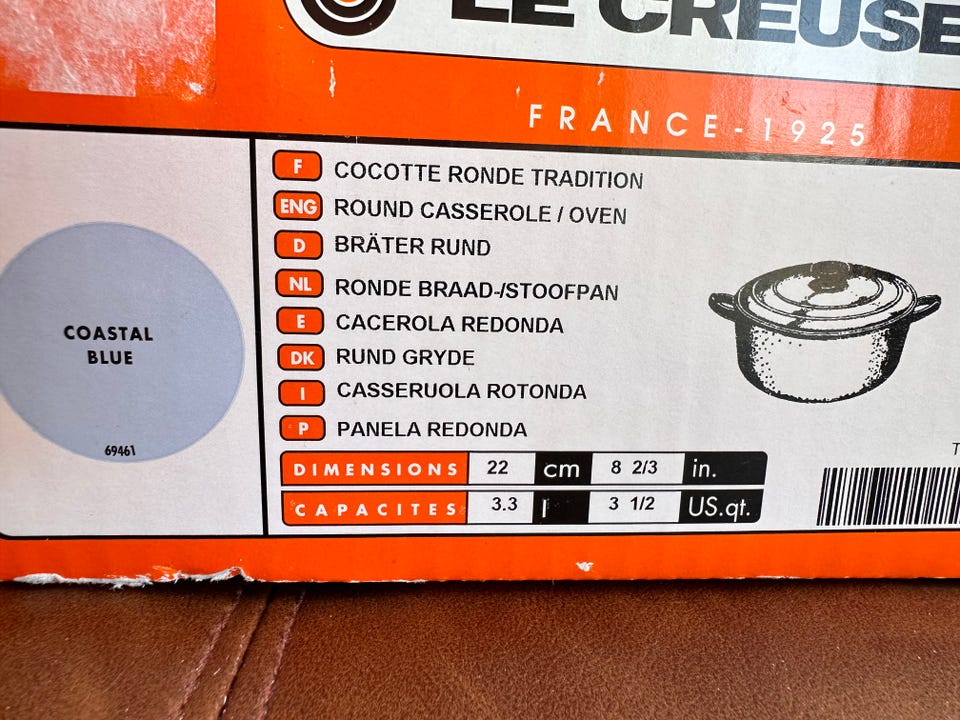 LE CREUSE
FRANCE - 1925
F COCOTTE RONDE TRADITION
ENG ROUND CASSEROLE / OVEN
D BRÄTER RUND
NL RONDE BRAAD-/STOOFPAN
E CACEROLA REDONDA
DK RUND GRYDE
I CASSERUOLA ROTONDA
P PANELA REDONDA
COASTAL
BLUE
69461
DIMENSIONS 22 cm 8 2/3 in.
CAPACITES 3.3 l 3 1/2 US.qt.